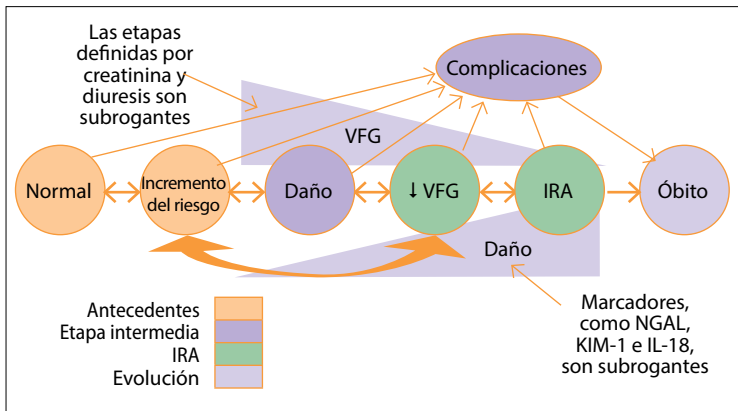 Las etapas
definidas por
creatinina y
diuresis son
subrogantes
Complicaciones
VFG
Normal
Incremento
del riesgo
Daño
↓ VFG
IRA
Óbito
Daño
Antecedentes
Etapa intermedia
IRA
Evolución
Marcadores,
como NGAL,
KIM-1 e IL-18,
son subrogantes